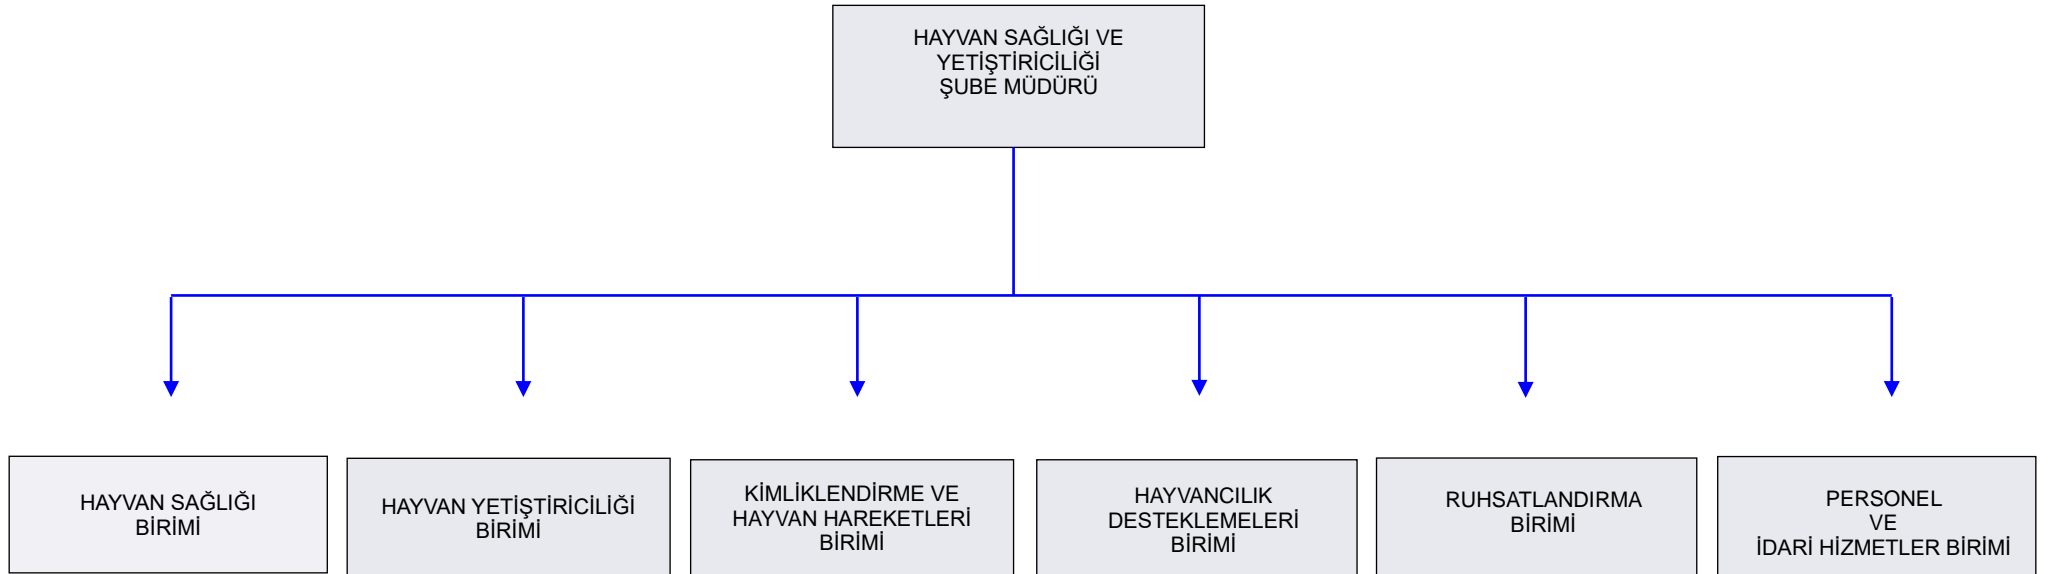 HAYVAN SAĞLIĞI VE
YETİŞTİRİCİLİĞİ
ŞUBE MÜDÜRÜ
HAYVAN SAĞLIĞI
BİRİMİ
HAYVAN YETİŞTİRİCİLİĞİ
BİRİMİ
KİMLİKLENDİRME VE
HAYVAN HAREKETLERİ
BİRİMİ
HAYVANCILIK
DESTEKLEMELERİ
BİRİMİ
RUHSATLANDIRMA
BİRİMİ
PERSONEL
VE
İDARİ HİZMETLER BİRİMİ